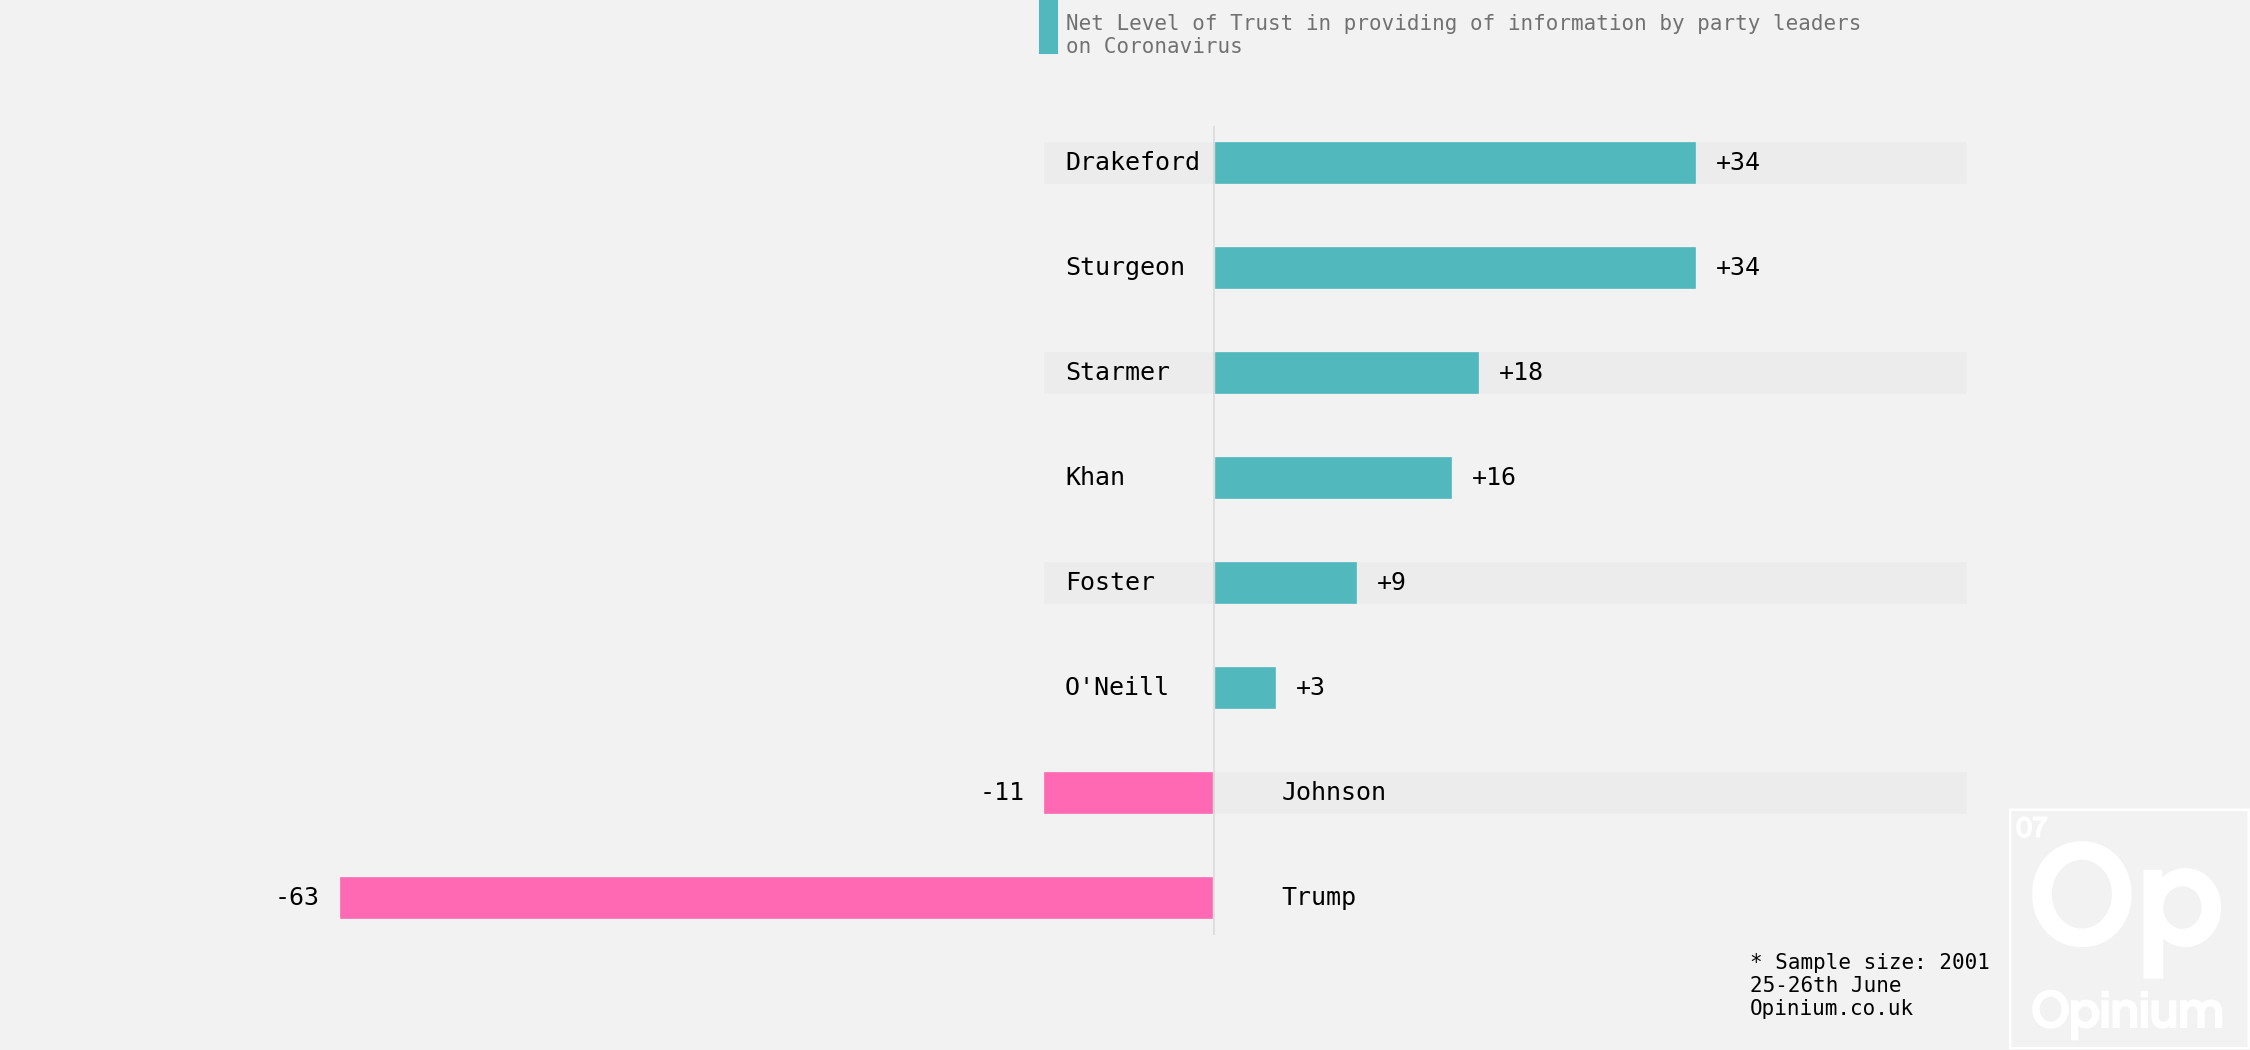 Net Level of Trust in providing of information by party leaders
on Coronavirus
Drakeford +34
Sturgeon +34
Starmer +18
Khan +16
Foster +9
O'Neill +3
-11 Johnson
-63 Trump
* Sample size: 2001
25-26th June
Opinium.co.uk
07
Op
Opinium